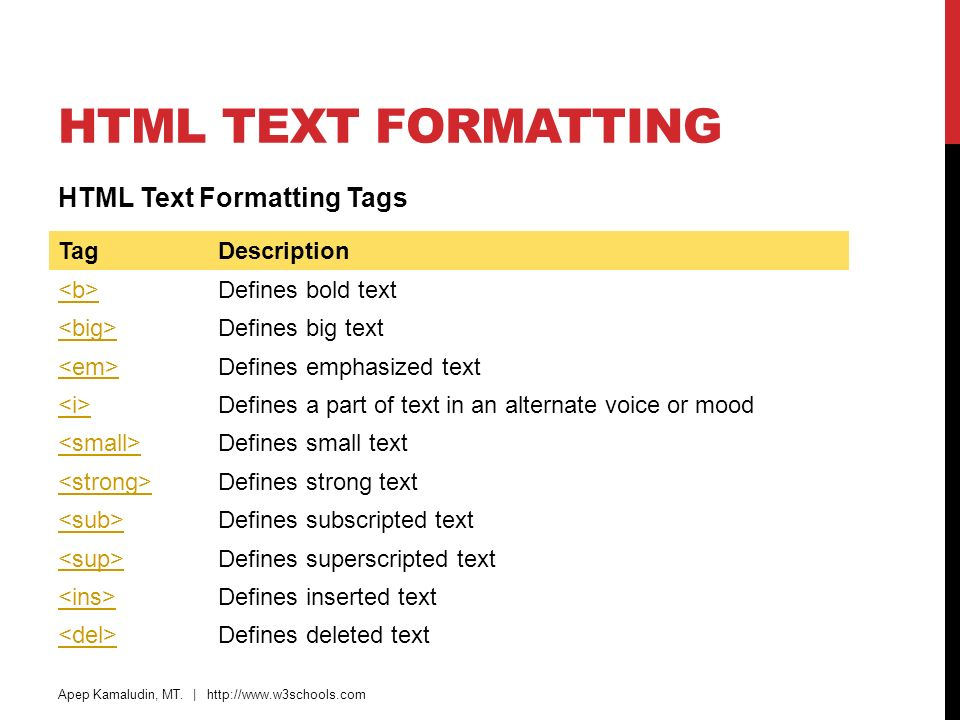 HTML TEXT FORMATTING
HTML Text Formatting Tags
Tag Description
<b> Defines bold text
<big> Defines big text
<em> Defines emphasized text
<i> Defines a part of text in an alternate voice or mood
<small> Defines small text
<strong> Defines strong text
<sub> Defines subscripted text
<sup> Defines superscripted text
<ins> Defines inserted text
<del> Defines deleted text
Apep Kamaludin, MT. | http://www.w3schools.com